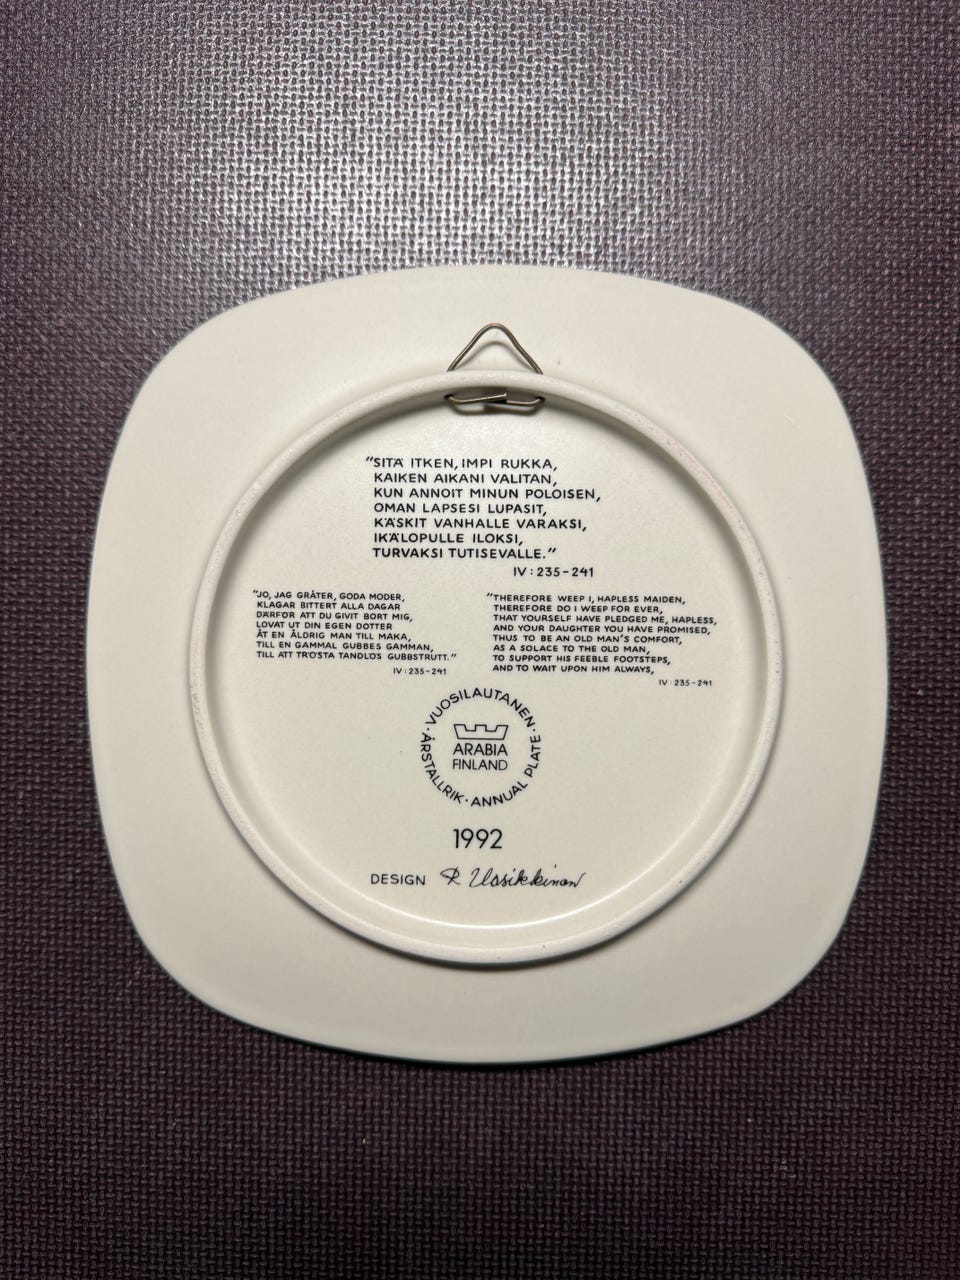 "SITÄ ITKEN, IMPI RUKKA,
KAIKEN AIKANI VALITAN,
KUN ANNOIT MINUN POLOISEN,
OMAN LAPSESI LUPASIT,
KÄSKIT VANHALLE VARAKSI,
IKÄLOPULLE ILOKSI,
TURVAKSI TUTISEVALLE."
IV : 235-241
"JO, JAG GRÅTER, GODA MODER,
KLAGAR BITTERT ALLA DAGAR
DÄRFÖR ATT DU GIVIT BORT MIG,
LOVAT UT DIN EGEN DOTTER
ÅT EN ÅLDRIG MAN TILL MAKA,
TILL EN GAMMAL GUBBES GAMMAN,
TILL ATT TRÖSTA TANDLÖS GUBBSTRUTT."
IV : 235-241
"THEREFORE WEEP I, HAPLESS MAIDEN,
THEREFORE DO I WEEP FOR EVER,
THAT YOURSELF HAVE PLEDGED ME, HAPLESS,
AND YOUR DAUGHTER YOU HAVE PROMISED,
THUS TO BE AN OLD MAN'S COMFORT,
AS A SOLACE TO THE OLD MAN,
TO SUPPORT HIS FEEBLE FOOTSTEPS,
AND TO WAIT UPON HIM ALWAYS,
IV : 235-241
· VUOSILAUTANEN · ANNUAL PLATE · ÅRSTALLRIK
ARABIA
FINLAND
1992
DESIGN R Uosikkinen